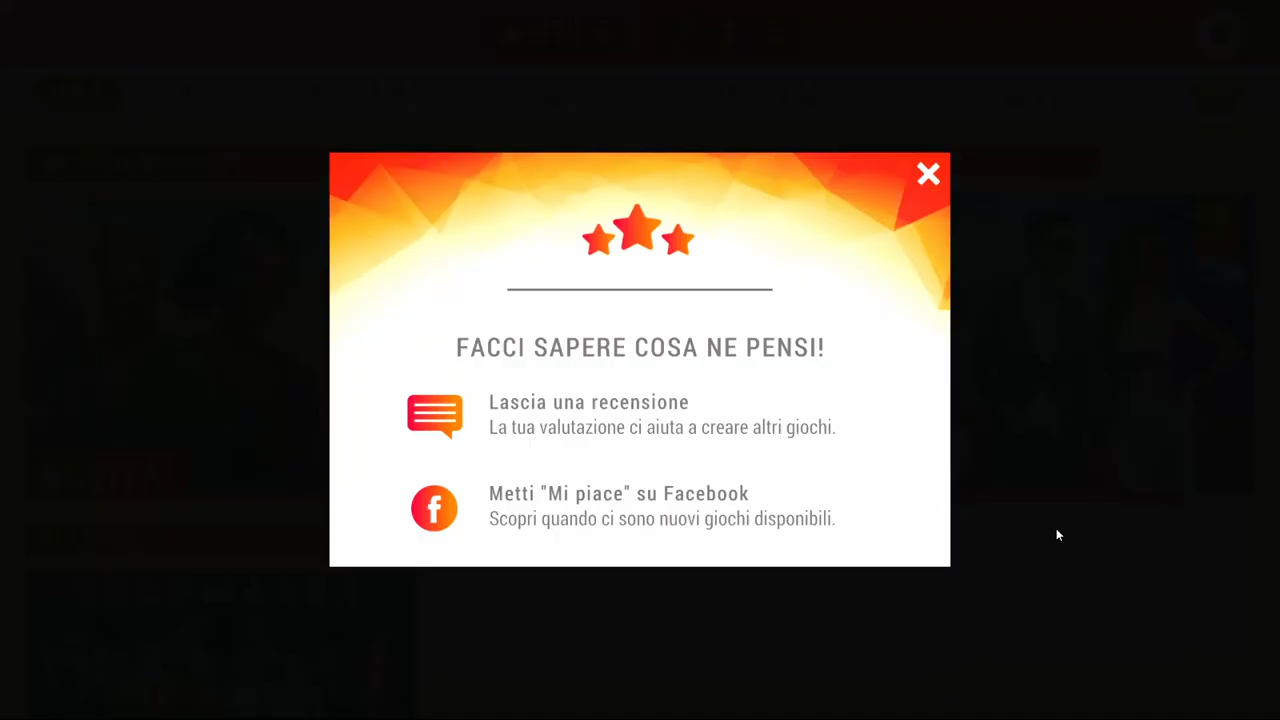 FACCI SAPERE COSA NE PENSI!
Lascia una recensione
La tua valutazione ci aiuta a creare altri giochi.
Metti "Mi piace" su Facebook
Scopri quando ci sono nuovi giochi disponibili.